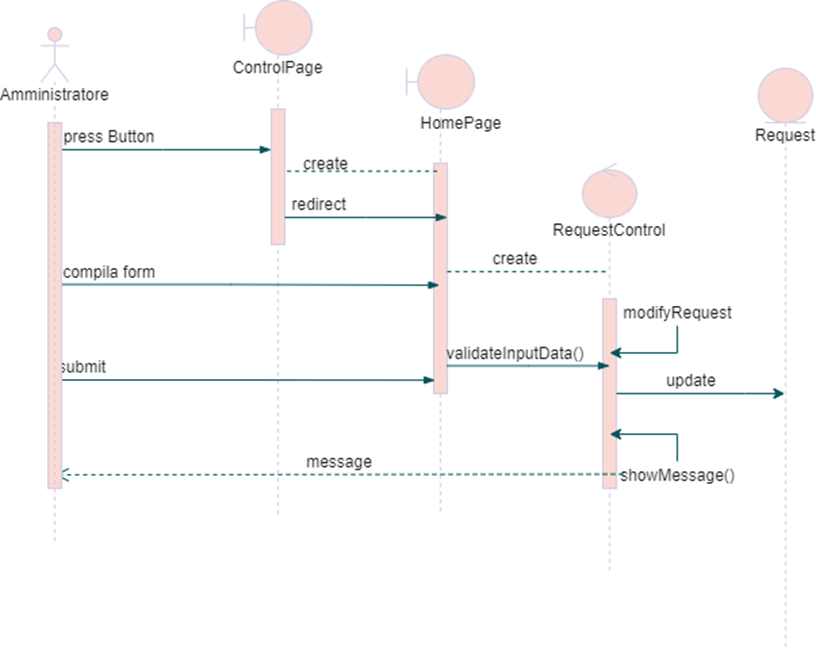 ControlPage
Amministratore
HomePage
Request
press Button
create
redirect
RequestControl
create
compila form
modifyRequest
validateInputData()
submit
update
message
showMessage()